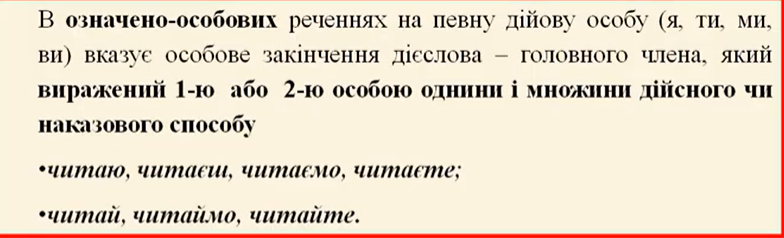 В означено-особових реченнях на певну дійову особу (я, ти, ми,
ви) вказує особове закінчення дієслова – головного члена, який
виражений 1-ю або 2-ю особою однини і множини дійсного чи
наказового способу
•читаю, читаєш, читаємо, читаєте;
•читай, читаймо, читайте.